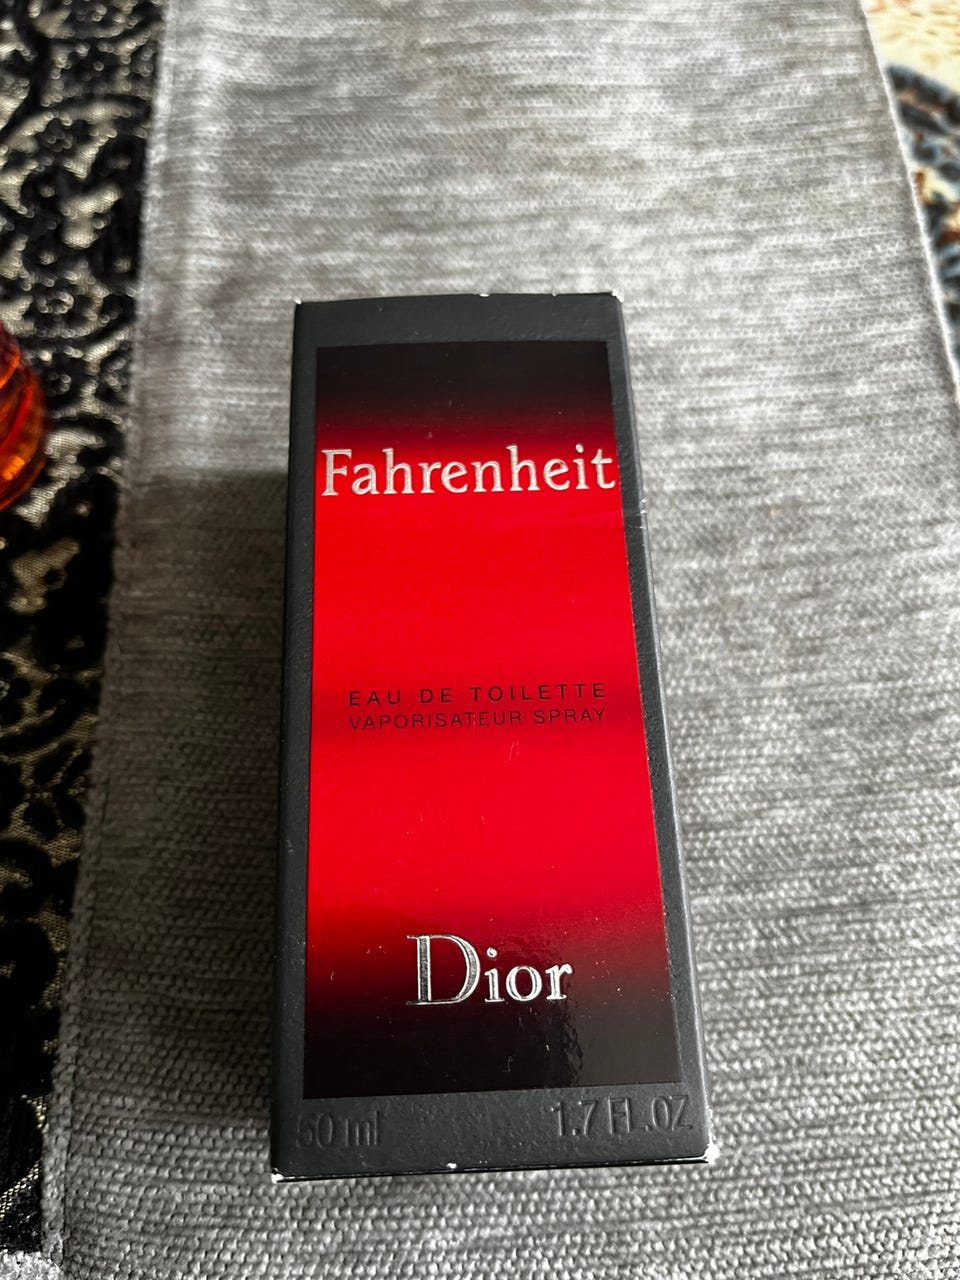 Fahrenheit
EAU DE TOILETTE
VAPORISATEUR SPRAY
Dior
50 ml 1.7 FL.OZ